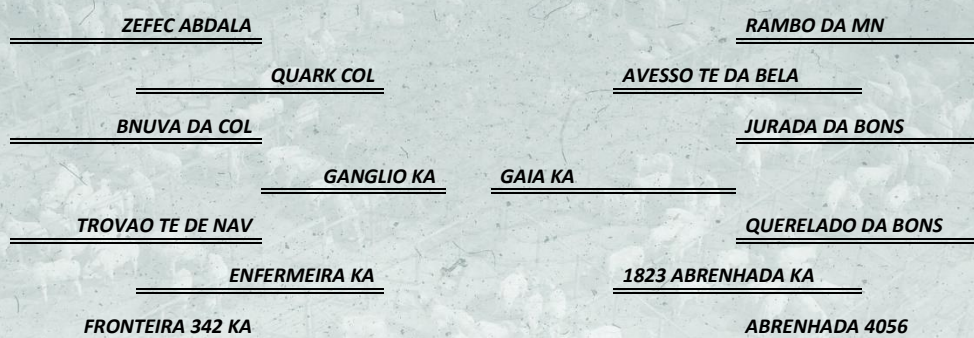 ZEFEC ABDALA
RAMBO DA MN
QUARK COL
AVESSO TE DA BELA
BNUVA DA COL
JURADA DA BONS
GANGLIO KA
GAIA KA
TROVAO TE DE NAV
QUERELADO DA BONS
ENFERMEIRA KA
1823 ABRENHADA KA
FRONTEIRA 342 KA
ABRENHADA 4056